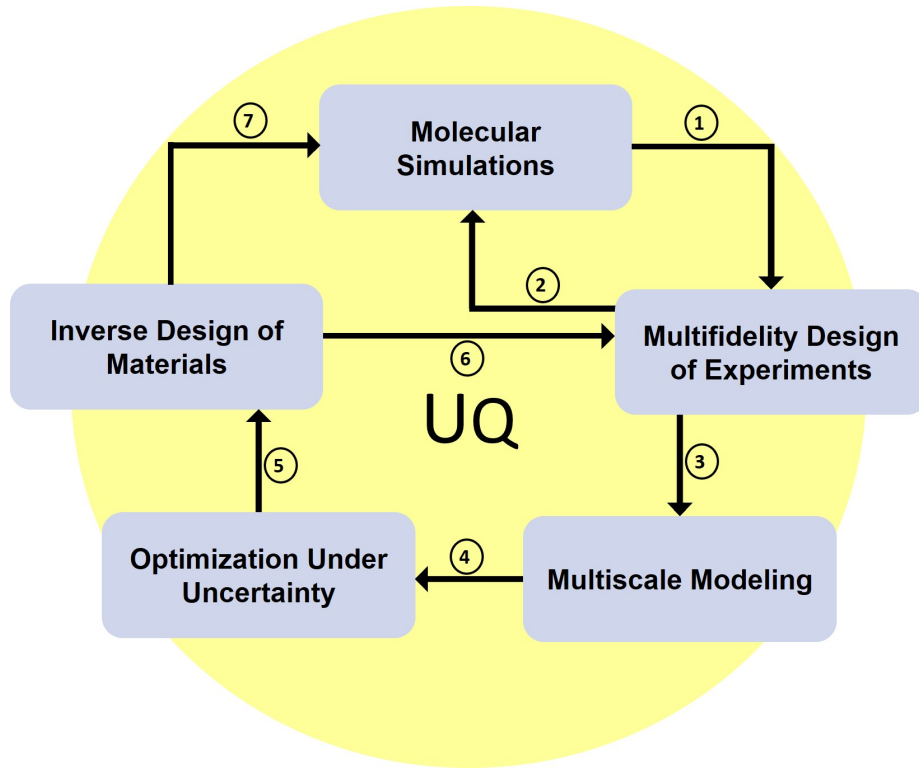 7
1
Molecular
Simulations
2
Inverse Design of
Materials
6
Multifidelity Design
of Experiments
UQ
5
3
Optimization Under
Uncertainty
4
Multiscale Modeling